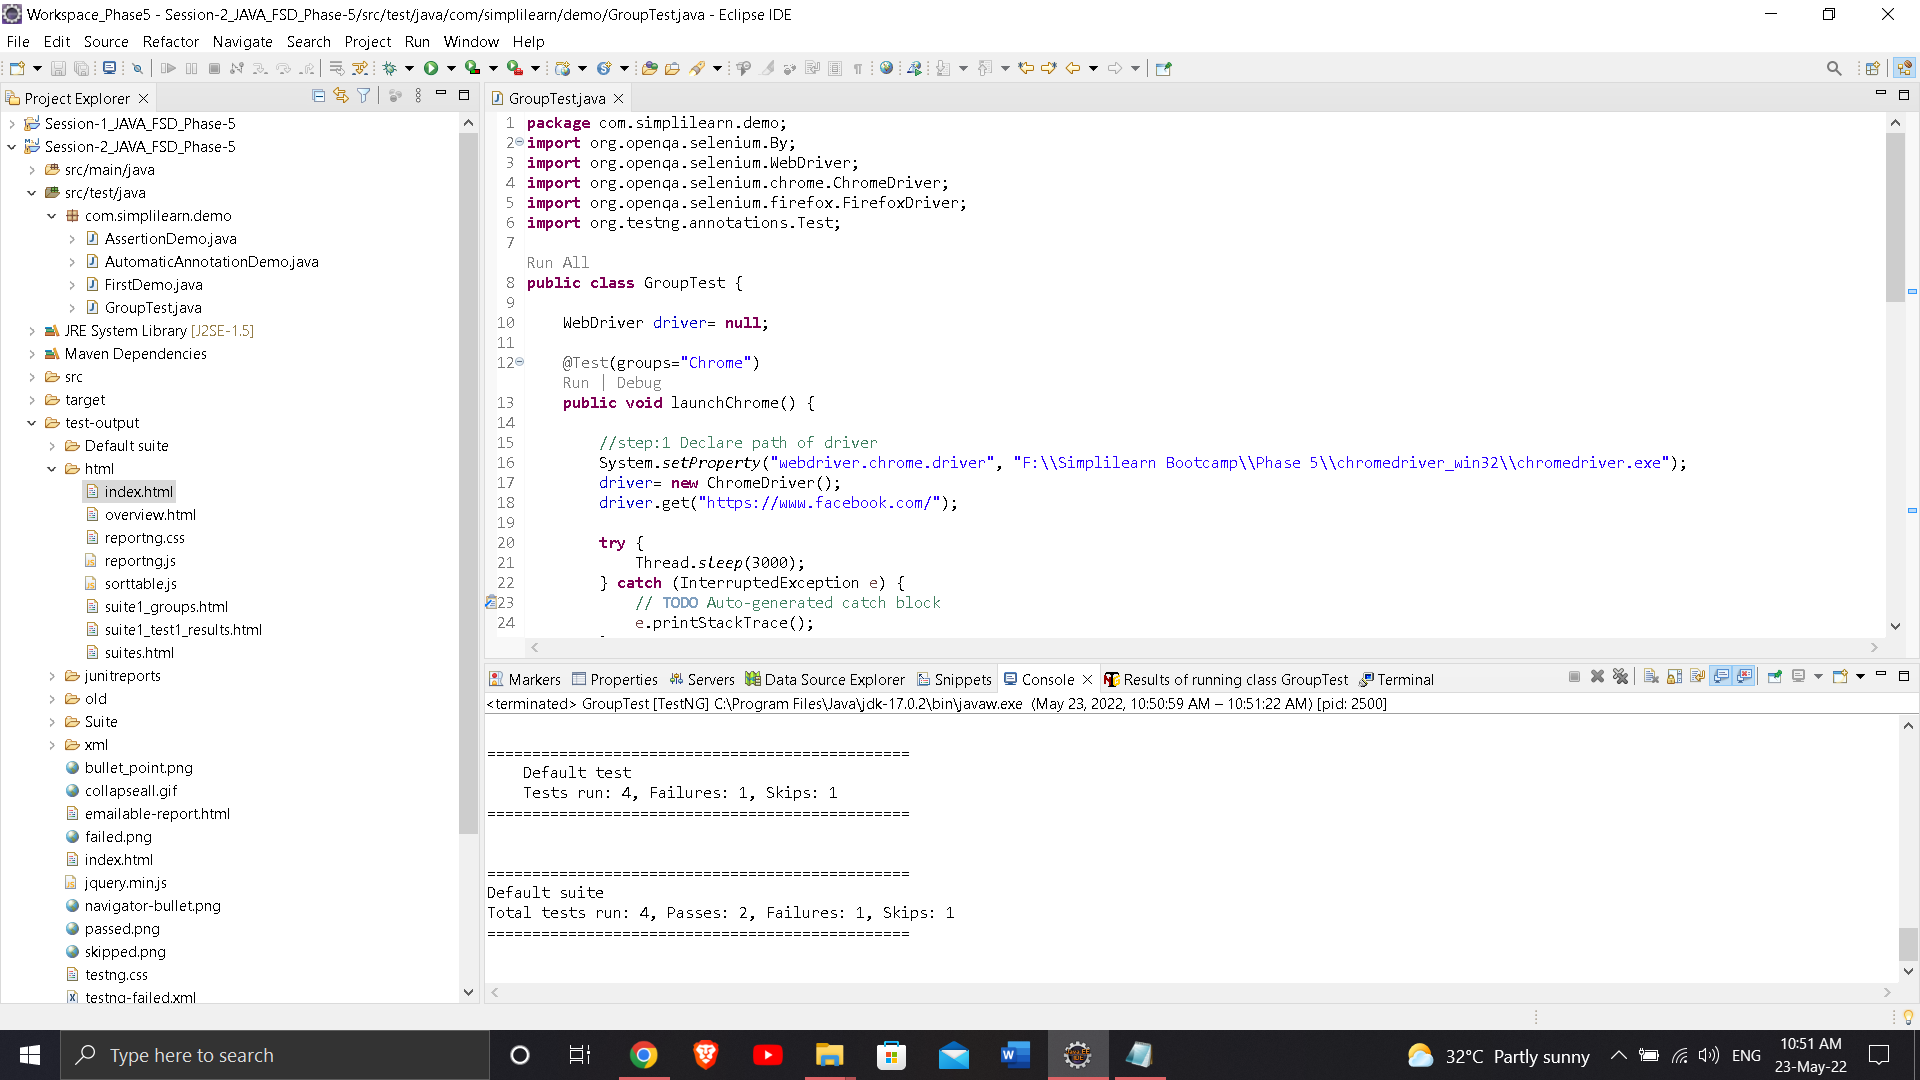 Workspace_Phase5 - Session-2_JAVA_FSD_Phase-5/src/test/java/com/simplilearn/demo/GroupTest.java - Eclipse IDE
File Edit Source Refactor Navigate Search Project Run Window Help
Project Explorer
Session-1_JAVA_FSD_Phase-5
Session-2_JAVA_FSD_Phase-5
src/main/java
src/test/java
com.simplilearn.demo
AssertionDemo.java
AutomaticAnnotationDemo.java
FirstDemo.java
GroupTest.java
JRE System Library [J2SE-1.5]
Maven Dependencies
src
target
test-output
Default suite
html
index.html
overview.html
reportng.css
reportng.js
sorttable.js
suite1_groups.html
suite1_test1_results.html
suites.html
junitreports
old
Suite
xml
bullet_point.png
collapseall.gif
emailable-report.html
failed.png
index.html
jquery.min.js
navigator-bullet.png
passed.png
skipped.png
testng.css
testng-failed.xml
GroupTest.java
1 package com.simplilearn.demo;
2 import org.openqa.selenium.By;
3 import org.openqa.selenium.WebDriver;
4 import org.openqa.selenium.chrome.ChromeDriver;
5 import org.openqa.selenium.firefox.FirefoxDriver;
6 import org.testng.annotations.Test;
7
Run All
8 public class GroupTest {
9
10 WebDriver driver= null;
11
12 @Test(groups="Chrome")
Run | Debug
13 public void launchChrome() {
14
15 //step:1 Declare path of driver
16 System.setProperty("webdriver.chrome.driver", "F:\\Simplilearn Bootcamp\\Phase 5\\chromedriver_win32\\chromedriver.exe");
17 driver= new ChromeDriver();
18 driver.get("https://www.facebook.com/");
19
20 try {
21 Thread.sleep(3000);
22 } catch (InterruptedException e) {
23 // TODO Auto-generated catch block
24 e.printStackTrace();
Markers Properties Servers Data Source Explorer Snippets Console Results of running class GroupTest Terminal
<terminated> GroupTest [TestNG] C:\Program Files\Java\jdk-17.0.2\bin\javaw.exe (May 23, 2022, 10:50:59 AM – 10:51:22 AM) [pid: 2500]
===============================================
Default test
Tests run: 4, Failures: 1, Skips: 1
===============================================
===============================================
Default suite
Total tests run: 4, Passes: 2, Failures: 1, Skips: 1
===============================================
Type here to search
32°C Partly sunny
ENG
10:51 AM
23-May-22